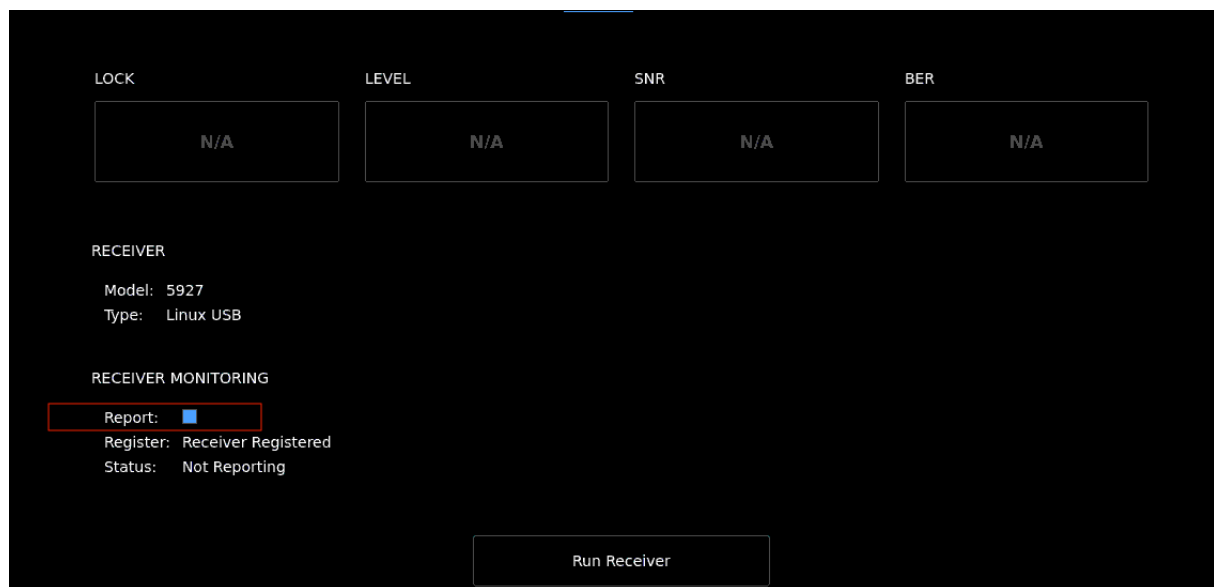 LOCK LEVEL SNR BER
N/A N/A N/A N/A
RECEIVER
Model: 5927
Type: Linux USB
RECEIVER MONITORING
Report:
Register: Receiver Registered
Status: Not Reporting
Run Receiver